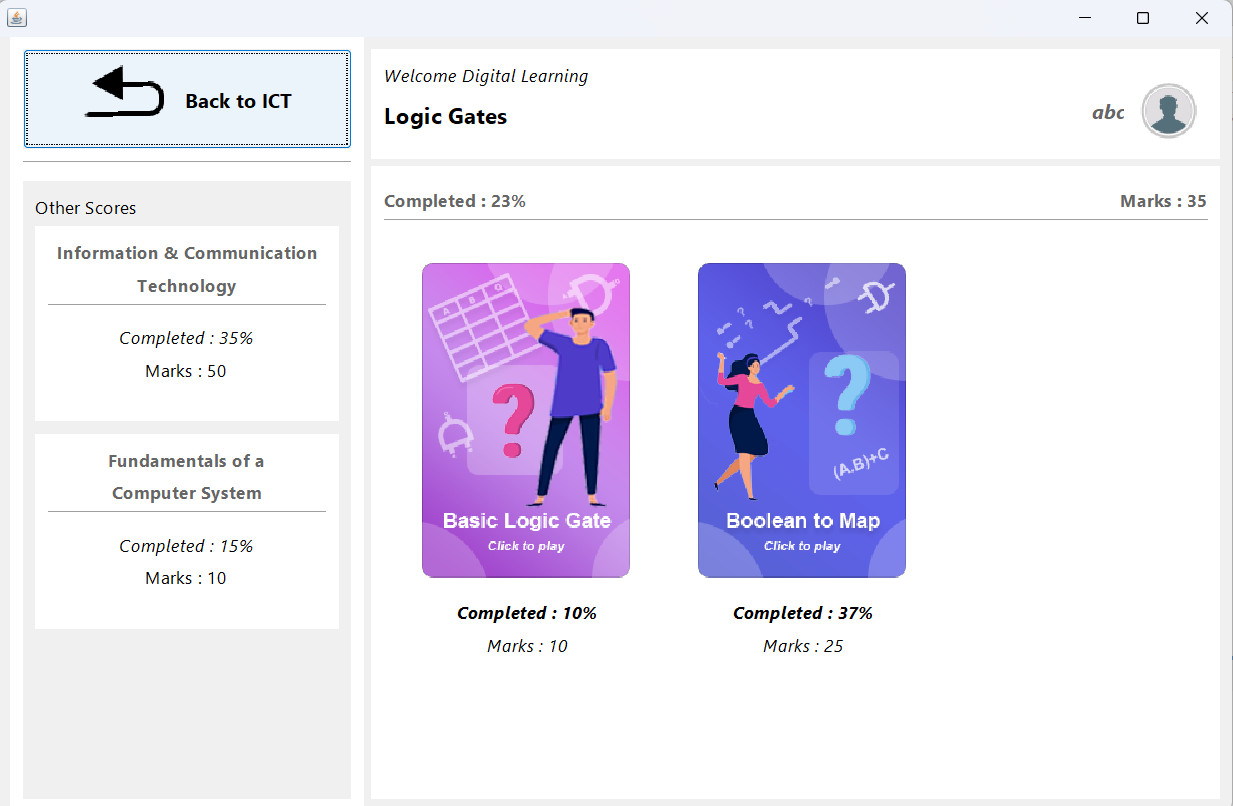 Back to ICT
Other Scores
Information & Communication
Technology
Completed : 35%
Marks : 50
Fundamentals of a
Computer System
Completed : 15%
Marks : 10
Welcome Digital Learning
Logic Gates
abc
Completed : 23%
Marks : 35
A B Q
A
B
Q
Basic Logic Gate
Click to play
Completed : 10%
Marks : 10
(A.B)+C
Boolean to Map
Click to play
Completed : 37%
Marks : 25